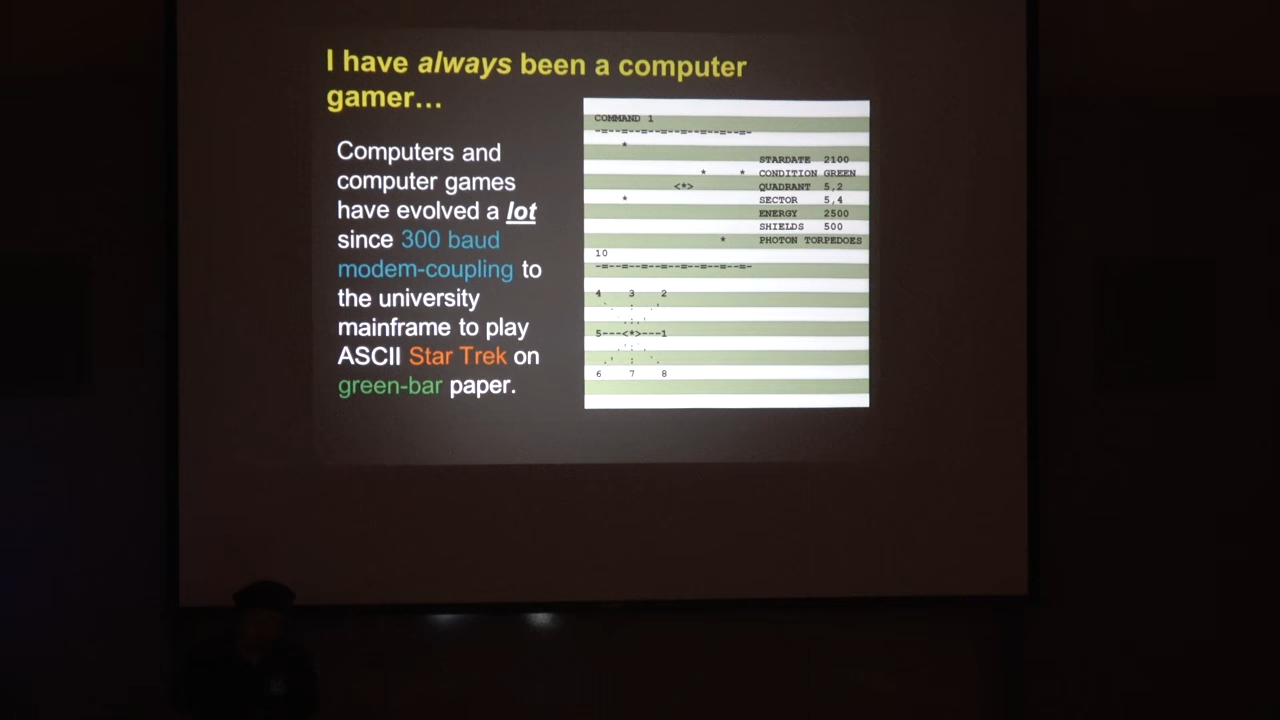 I have always been a computer
gamer…
Computers and
computer games
have evolved a lot
since 300 baud
modem-coupling to
the university
mainframe to play
ASCII Star Trek on
green-bar paper.
COMMAND 1
-=--=--=--=--=--=--=--=-
*
STARDATE 2100
* * CONDITION GREEN
<*> QUADRANT 5,2
* SECTOR 5,4
ENERGY 2500
SHIELDS 500
* PHOTON TORPEDOES
10
-=--=--=--=--=--=--=--=-
4 3 2
`. : .'
`.:.'
5---<*>---1
.':`.
.' : `.
6 7 8